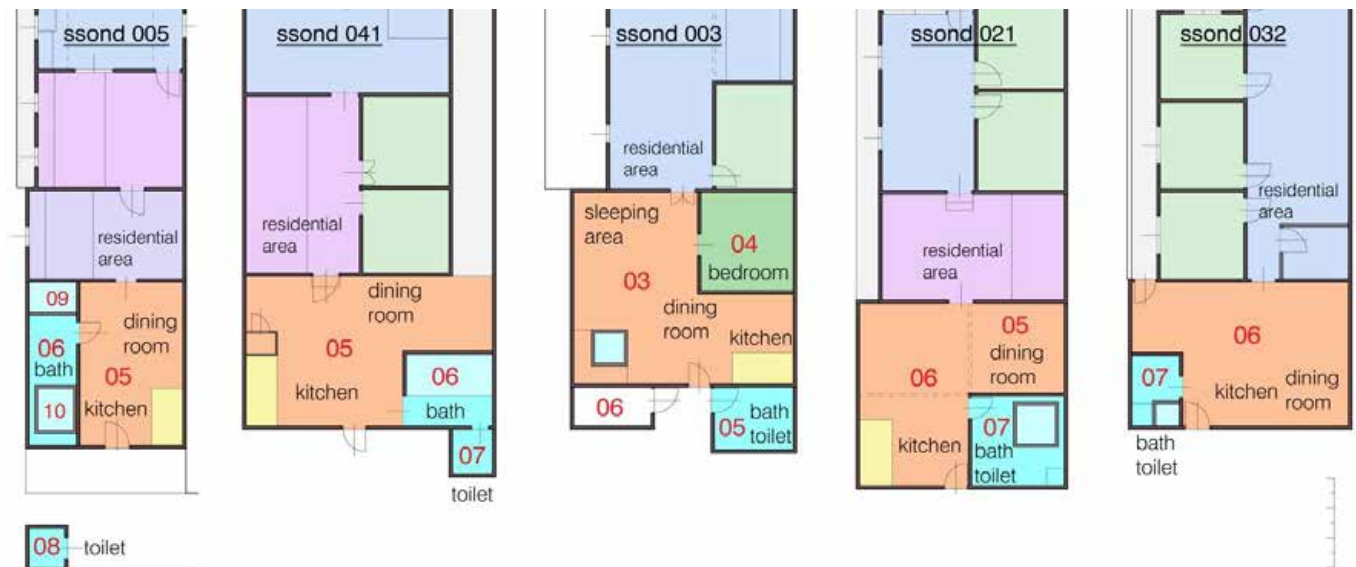 ssond 005
residential
area
09
06
bath
dining
room
05
10
kitchen
08
toilet
ssond 041
residential
area
dining
room
05
kitchen
06
bath
07
toilet
ssond 003
residential
area
sleeping
area
04
bedroom
03
dining
room
kitchen
06
05
bath
toilet
ssond 021
residential
area
05
dining
room
06
kitchen
07
bath
toilet
ssond 032
residential
area
06
07
kitchen
dining
room
bath
toilet